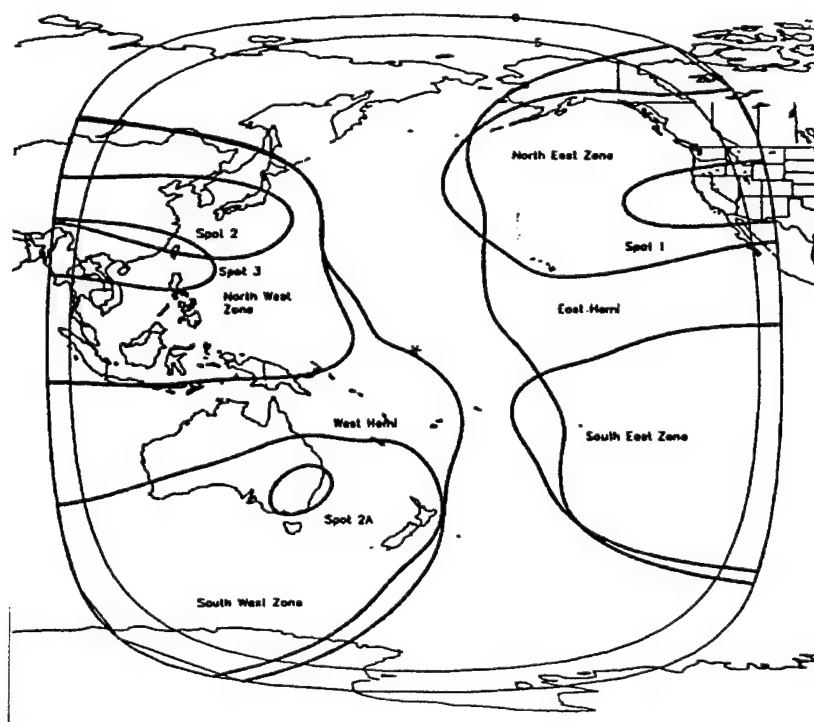 North East Zone
Spot 2
Spot 1
Spot 3
North West
Zone
East Hemi
West Hemi
South East Zone
Spot 2A
South West Zone